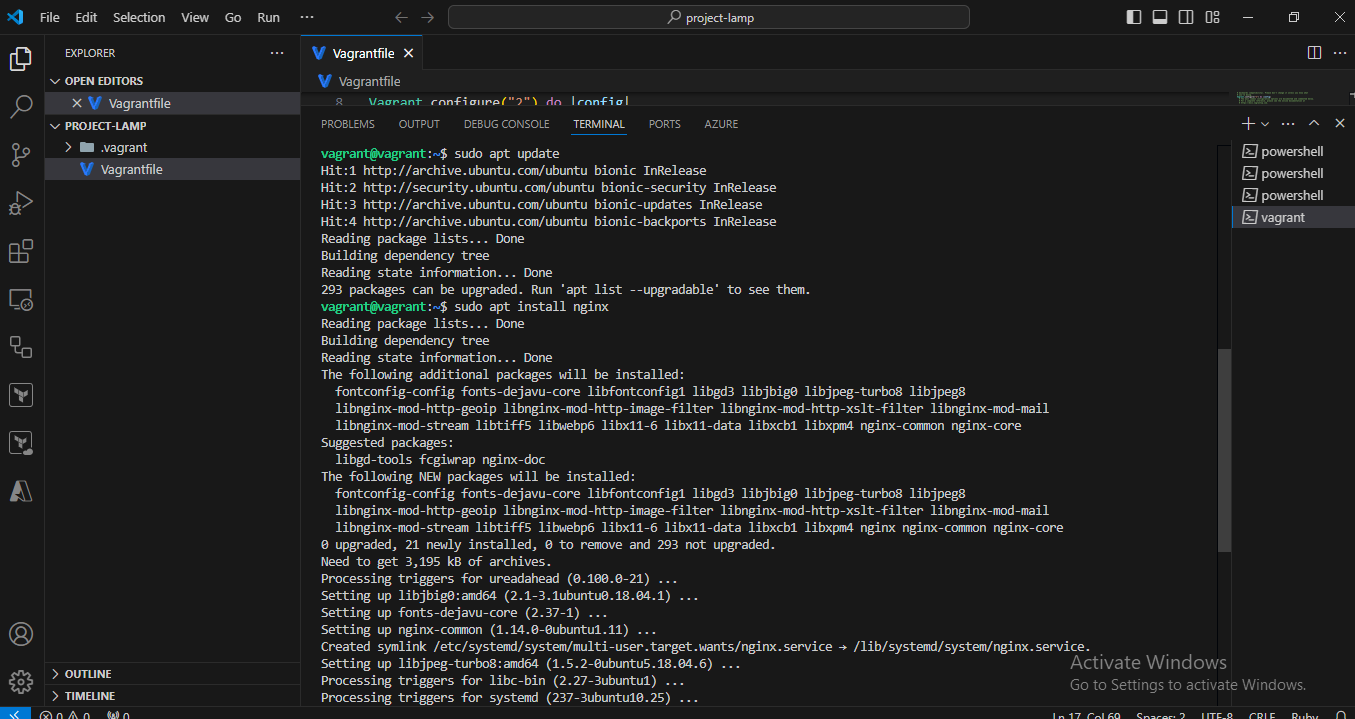 File Edit Selection View Go Run ··· project-lamp
EXPLORER ···
OPEN EDITORS
Vagrantfile
PROJECT-LAMP
.vagrant
Vagrantfile
OUTLINE
TIMELINE
Vagrantfile
Vagrantfile
8 Vagrant.configure("2") do |config|
PROBLEMS OUTPUT DEBUG CONSOLE TERMINAL PORTS AZURE
vagrant@vagrant:~$ sudo apt update
Hit:1 http://archive.ubuntu.com/ubuntu bionic InRelease
Hit:2 http://security.ubuntu.com/ubuntu bionic-security InRelease
Hit:3 http://archive.ubuntu.com/ubuntu bionic-updates InRelease
Hit:4 http://archive.ubuntu.com/ubuntu bionic-backports InRelease
Reading package lists... Done
Building dependency tree
Reading state information... Done
293 packages can be upgraded. Run 'apt list --upgradable' to see them.
vagrant@vagrant:~$ sudo apt install nginx
Reading package lists... Done
Building dependency tree
Reading state information... Done
The following additional packages will be installed:
fontconfig-config fonts-dejavu-core libfontconfig1 libgd3 libjbig0 libjpeg-turbo8 libjpeg8
libnginx-mod-http-geoip libnginx-mod-http-image-filter libnginx-mod-http-xslt-filter libnginx-mod-mail
libnginx-mod-stream libtiff5 libwebp6 libx11-6 libx11-data libxcb1 libxpm4 nginx-common nginx-core
Suggested packages:
libgd-tools fcgiwrap nginx-doc
The following NEW packages will be installed:
fontconfig-config fonts-dejavu-core libfontconfig1 libgd3 libjbig0 libjpeg-turbo8 libjpeg8
libnginx-mod-http-geoip libnginx-mod-http-image-filter libnginx-mod-http-xslt-filter libnginx-mod-mail
libnginx-mod-stream libtiff5 libwebp6 libx11-6 libx11-data libxcb1 libxpm4 nginx nginx-common nginx-core
0 upgraded, 21 newly installed, 0 to remove and 293 not upgraded.
Need to get 3,195 kB of archives.
Processing triggers for ureadahead (0.100.0-21) ...
Setting up libjbig0:amd64 (2.1-3.1ubuntu0.18.04.1) ...
Setting up fonts-dejavu-core (2.37-1) ...
Setting up nginx-common (1.14.0-0ubuntu1.11) ...
Created symlink /etc/systemd/system/multi-user.target.wants/nginx.service → /lib/systemd/system/nginx.service.
Setting up libjpeg-turbo8:amd64 (1.5.2-0ubuntu5.18.04.6) ...
Processing triggers for libc-bin (2.27-3ubuntu1) ...
Processing triggers for systemd (237-3ubuntu10.25) ...
powershell
powershell
powershell
vagrant
Activate Windows
Go to Settings to activate Windows.
0 0 0 Ln 17, Col 69 Spaces: 2 UTF-8 CRLF Ruby